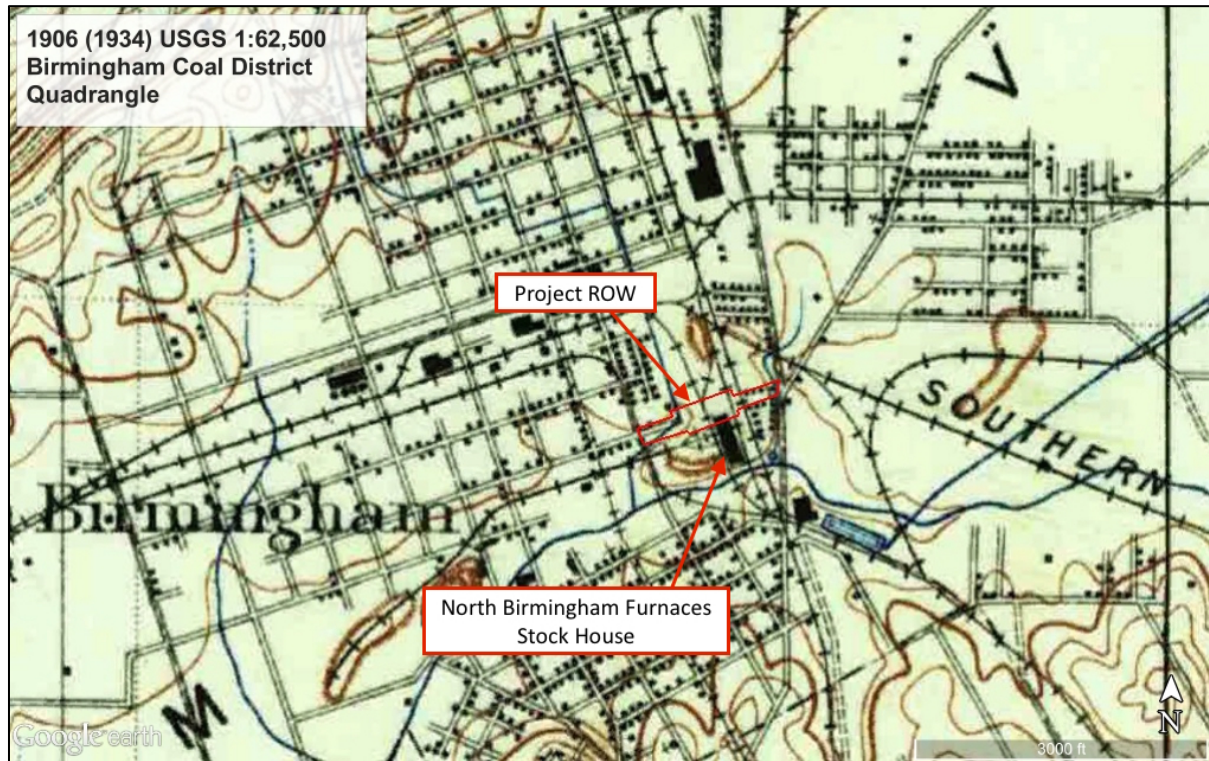 1906 (1934) USGS 1:62,500
Birmingham Coal District
Quadrangle
V
Project ROW
SOUTHERN
Birmingham
North Birmingham Furnaces
Stock House
M
N
Google earth
3000 ft